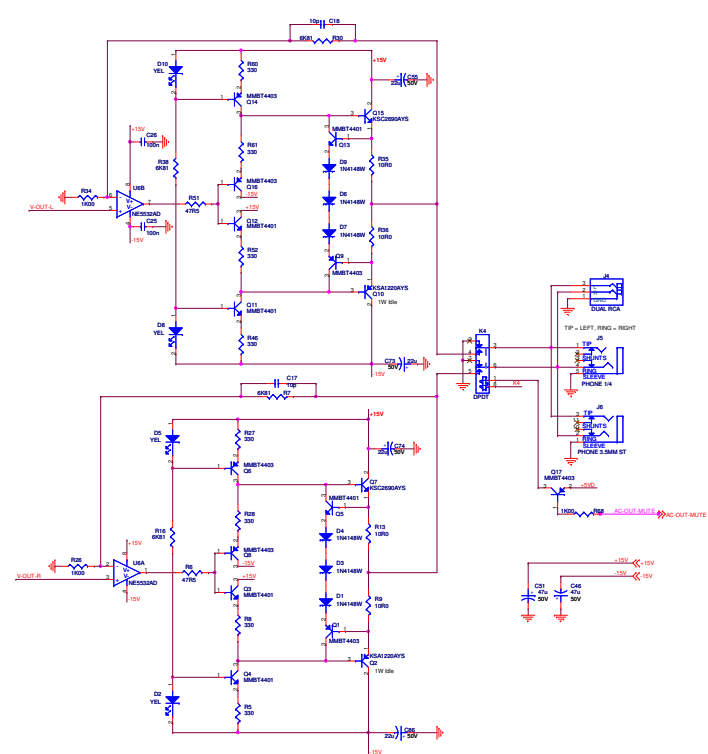 10p C18
6K81 R30
+15V
D10
YEL
R60
330
C55
22u 50V
MMBT4403
Q14
Q15
KSC2690AYS
MMBT4401
Q13
+15V
C26
100n
R61
330
R38
6K81
D9
1N4148W
R35
10R0
MMBT4403
Q16
-15V
R34
1K00
U6B
V+
V-
NE5532AD
R51
47R5
D6
1N4148W
V-OUT-L
+15V
Q12
MMBT4401
C25
100n
-15V
D7
1N4148W
R36
10R0
R52
330
Q9
MMBT4403
KSA1220AYS
Q10
1W Idle
Q11
MMBT4401
D8
YEL
R46
330
C73 22u
50V
-15V
J4
L
R
GND
DUAL RCA
TIP = LEFT, RING = RIGHT
K4
J5
TIP
SHUNTS
RING
SLEEVE
PHONE 1/4
K4
DPDT
J6
TIP
SHUNTS
RING
SLEEVE
PHONE 3.5MM ST
C17
10p
6K81 R7
+15V
D5
YEL
R27
330
C74
22u 50V
MMBT4403
Q6
Q7
KSC2690AYS
MMBT4401
Q5
Q17
MMBT4403
+5VD
1K00 R68
AC-OUT-MUTE
AC-OUT-MUTE
R28
330
R16
6K81
D4
1N4148W
R13
10R0
+15V
MMBT4403
Q8
-15V
R26
1K00
U6A
V+
V-
NE5532AD
R6
47R5
D3
1N4148W
V-OUT-R
+15V
Q3
MMBT4401
-15V
D1
1N4148W
R9
10R0
R8
330
Q1
MMBT4403
KSA1220AYS
Q2
1W Idle
Q4
MMBT4401
D2
YEL
R5
330
C86
22u 50V
-15V
+15V
+15V
-15V
-15V
C51
47u
50V
C46
47u
50V